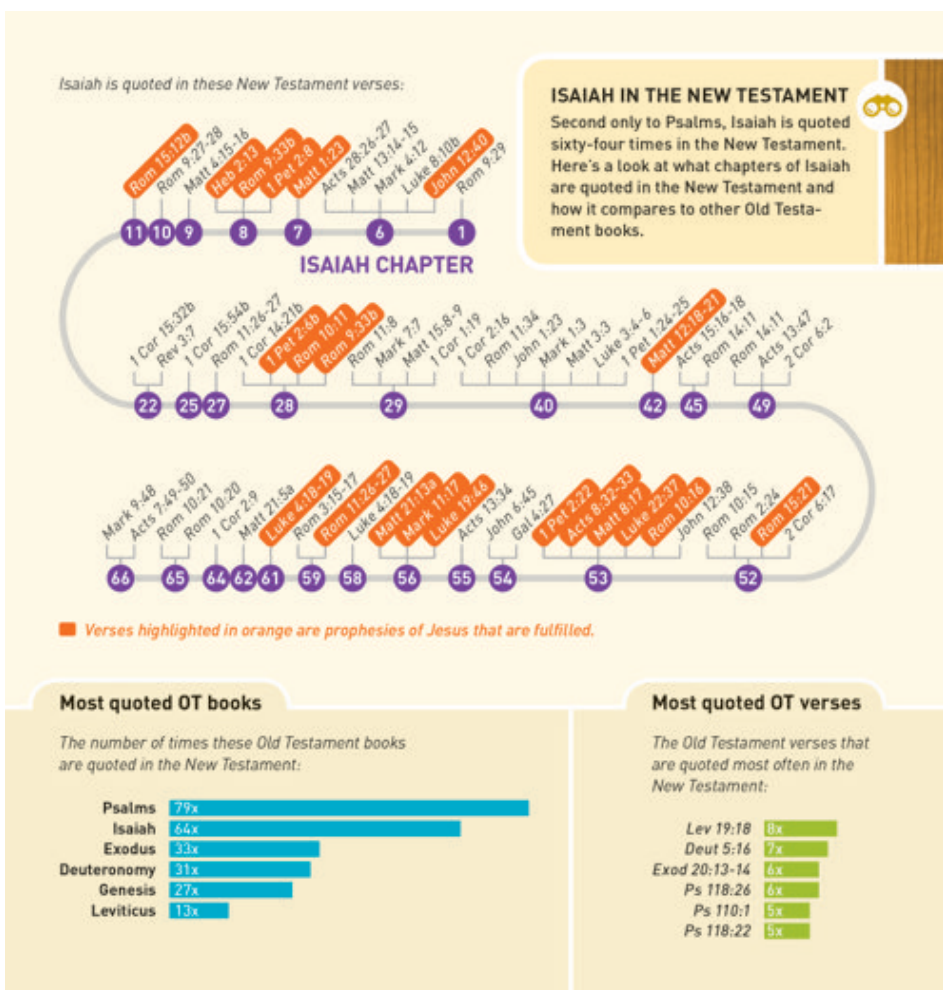 Isaiah is quoted in these New Testament verses:
ISAIAH IN THE NEW TESTAMENT
Second only to Psalms, Isaiah is quoted
sixty-four times in the New Testament.
Here's a look at what chapters of Isaiah
are quoted in the New Testament and
how it compares to other Old Testa-
ment books.
Rom 15:12b
Rom 9:27-28
Matt 4:15-16
Heb 2:13
Rom 9:33b
1 Pet 2:8
Matt 1:23
Acts 28:26-27
Matt 13:14-15
Mark 4:12
Luke 8:10b
John 12:40
Rom 9:29
11 10 9 8 7 6 1
ISAIAH CHAPTER
1 Cor 15:32b
Rev 3:7
1 Cor 15:54b
Rom 11:26-27
1 Cor 14:21b
1 Pet 2:6b
Rom 10:11
Rom 9:33b
Rom 11:8
Mark 7:7
Matt 15:8-9
1 Cor 1:19
1 Cor 2:16
Rom 11:34
John 1:23
Mark 1:3
Matt 3:3
Luke 3:4-6
1 Pet 1:24-25
Matt 12:18-21
Acts 15:16-18
Rom 14:11
Rom 14:11
Acts 13:47
2 Cor 6:2
22 25 27 28 29 40 42 45 49
Mark 9:48
Acts 7:49-50
Rom 10:21
Rom 10:20
1 Cor 2:9
Matt 21:5a
Luke 4:18-19
Rom 3:15-17
Rom 11:26-27
Luke 4:18-19
Matt 21:13a
Mark 11:17
Luke 19:46
Acts 13:34
John 6:45
Gal 4:27
1 Pet 2:22
Acts 8:32-33
Matt 8:17
Luke 22:37
Rom 10:16
John 12:38
Rom 10:15
Rom 2:24
Rom 15:21
2 Cor 6:17
66 65 64 62 61 59 58 56 55 54 53 52
Verses highlighted in orange are prophesies of Jesus that are fulfilled.
Most quoted OT books
The number of times these Old Testament books
are quoted in the New Testament:
Psalms 79x
Isaiah 64x
Exodus 33x
Deuteronomy 31x
Genesis 27x
Leviticus 13x
Most quoted OT verses
The Old Testament verses that
are quoted most often in the
New Testament:
Lev 19:18 8x
Deut 5:16 7x
Exod 20:13-14 6x
Ps 118:26 6x
Ps 110:1 5x
Ps 118:22 5x